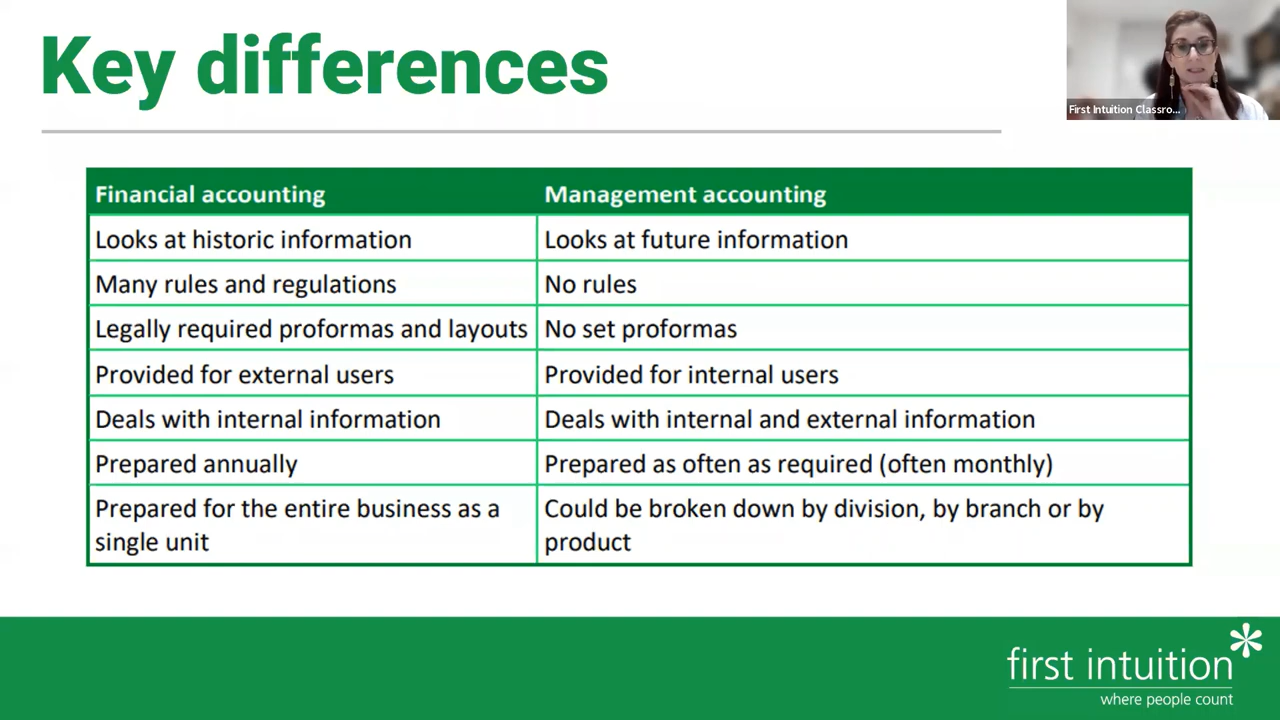 Key differences
First Intuition Classro...
Financial accounting
Management accounting
Looks at historic information
Looks at future information
Many rules and regulations
No rules
Legally required proformas and layouts
No set proformas
Provided for external users
Provided for internal users
Deals with internal information
Deals with internal and external information
Prepared annually
Prepared as often as required (often monthly)
Prepared for the entire business as a
single unit
Could be broken down by division, by branch or by
product
first intuition
where people count